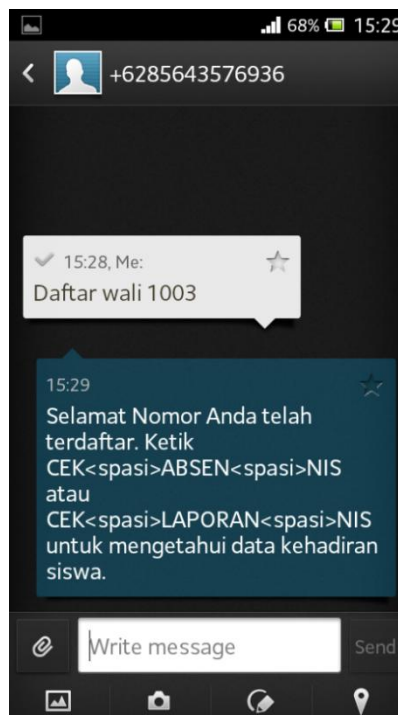 68% 15:29
+6285643576936
15:28, Me:
Daftar wali 1003
15:29
Selamat Nomor Anda telah
terdaftar. Ketik
CEK<spasi>ABSEN<spasi>NIS
atau
CEK<spasi>LAPORAN<spasi>NIS
untuk mengetahui data kehadiran
siswa.
Write message Send